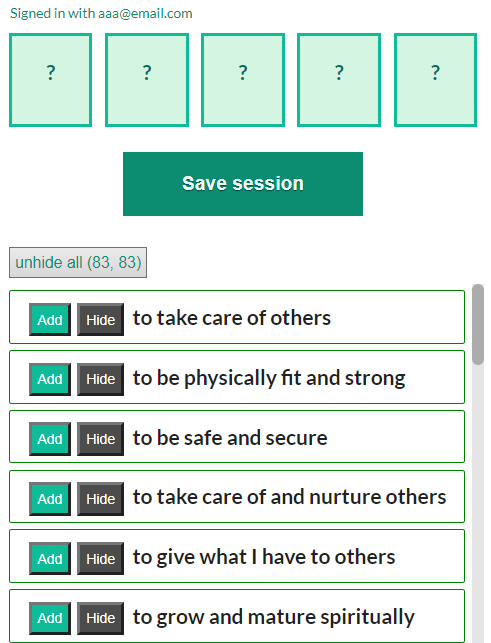 Signed in with aaa@email.com
? ? ? ? ?
Save session
unhide all (83, 83)
Add Hide to take care of others
Add Hide to be physically fit and strong
Add Hide to be safe and secure
Add Hide to take care of and nurture others
Add Hide to give what I have to others
Add Hide to grow and mature spiritually